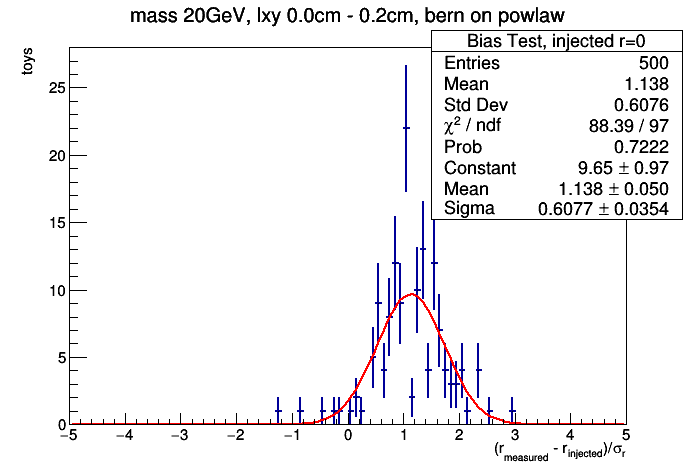 mass 20GeV, lxy 0.0cm - 0.2cm, bern on powlaw
toys
Bias Test, injected r=0
Entries 500
Mean 1.138
Std Dev 0.6076
χ² / ndf 88.39 / 97
Prob 0.7222
Constant 9.65 ± 0.97
Mean 1.138 ± 0.050
Sigma 0.6077 ± 0.0354
25
20
15
10
5
0
−5 −4 −3 −2 −1 0 1 2 3 4 5
(r_measured - r_injected)/σ_r